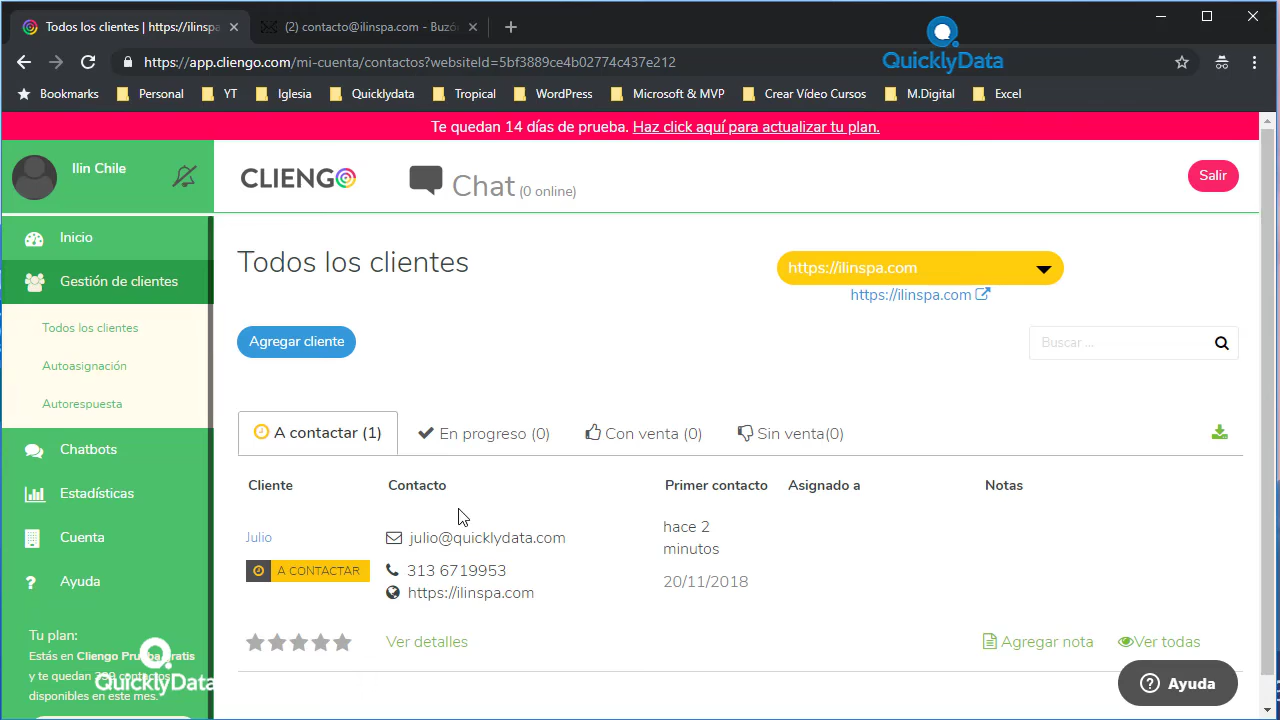 Todos los clientes | https://ilinspa
(2) contacto@ilinspa.com - Buzó
QuicklyData
https://app.cliengo.com/mi-cuenta/contactos?websiteId=5bf3889ce4b02774c437e212
Bookmarks Personal YT Iglesia Quicklydata Tropical WordPress Microsoft & MVP Crear Vídeo Cursos M.Digital Excel
Te quedan 14 días de prueba. Haz click aquí para actualizar tu plan.
Ilin Chile
CLIENGO
Chat (0 online)
Salir
Inicio
Gestión de clientes
Todos los clientes
Autoasignación
Autorespuesta
Chatbots
Estadísticas
Cuenta
Ayuda
Tu plan:
Estás en Cliengo Prueba Gratis
y te quedan contactos
disponibles en este mes.
QuicklyData
Todos los clientes
https://ilinspa.com
https://ilinspa.com
Agregar cliente
Buscar ...
A contactar (1) En progreso (0) Con venta (0) Sin venta(0)
Cliente Contacto Primer contacto Asignado a Notas
Julio
A CONTACTAR
julio@quicklydata.com
313 6719953
https://ilinspa.com
hace 2
minutos
20/11/2018
Ver detalles
Agregar nota
Ver todas
Ayuda